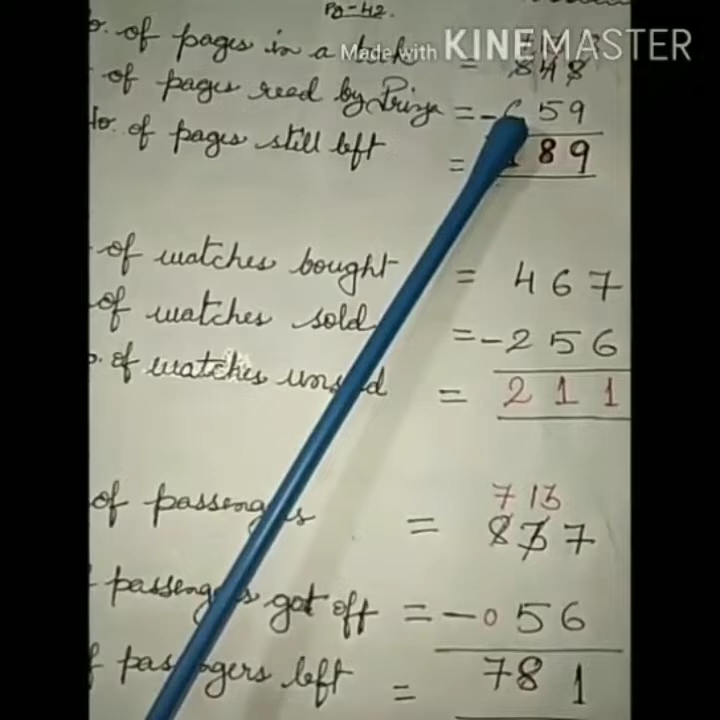 Pg-42.
Made with KINEMASTER
o. of pages in a book = 848
of pages read by Priya = - 659
No. of pages still left = 189
of watches bought = 467
of watches sold = - 256
o. of watches unsold = 211
7 13
of passengers = 837
passengers got off = - 056
f passengers left = 781